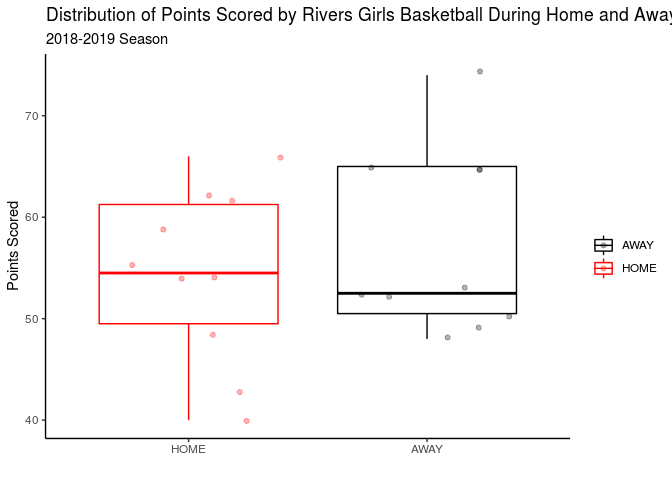 Distribution of Points Scored by Rivers Girls Basketball During Home and Away
2018-2019 Season
Points Scored
70
60
50
40
HOME
AWAY
AWAY
HOME